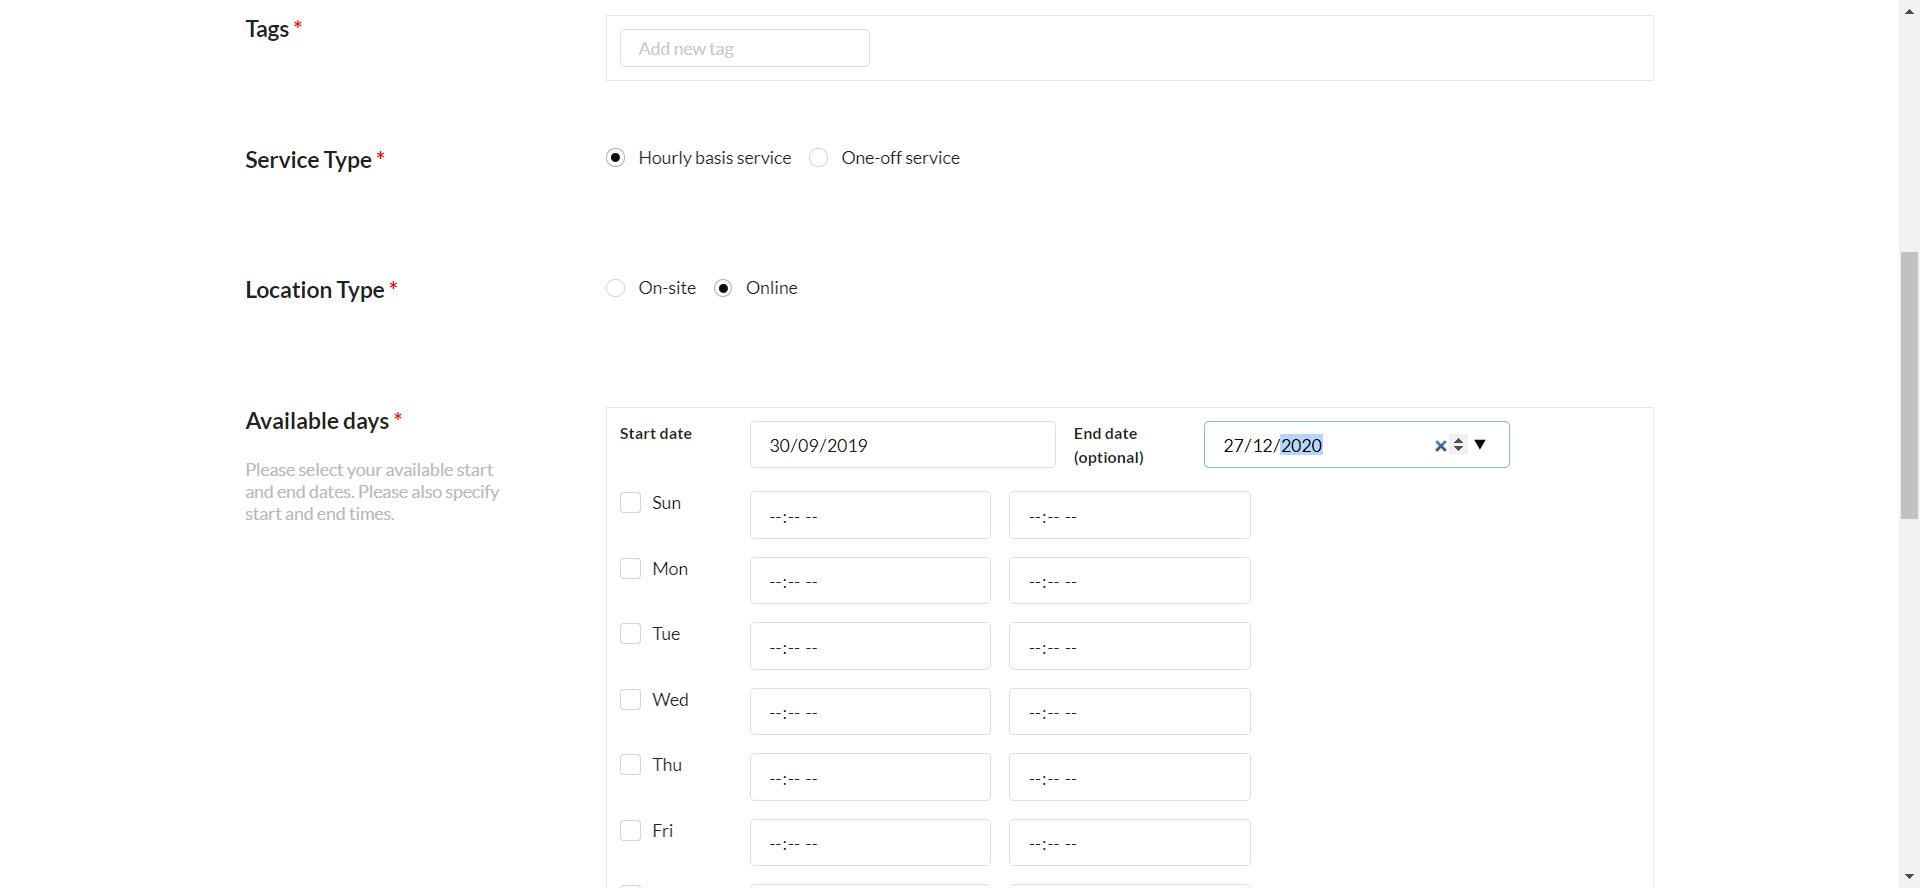 Tags *
Add new tag
Service Type *
Hourly basis service One-off service
Location Type *
On-site Online
Available days *
Please select your available start
and end dates. Please also specify
start and end times.
Start date
30/09/2019
End date
(optional)
27/12/2020
Sun --:-- -- --:-- --
Mon --:-- -- --:-- --
Tue --:-- -- --:-- --
Wed --:-- -- --:-- --
Thu --:-- -- --:-- --
Fri --:-- -- --:-- --